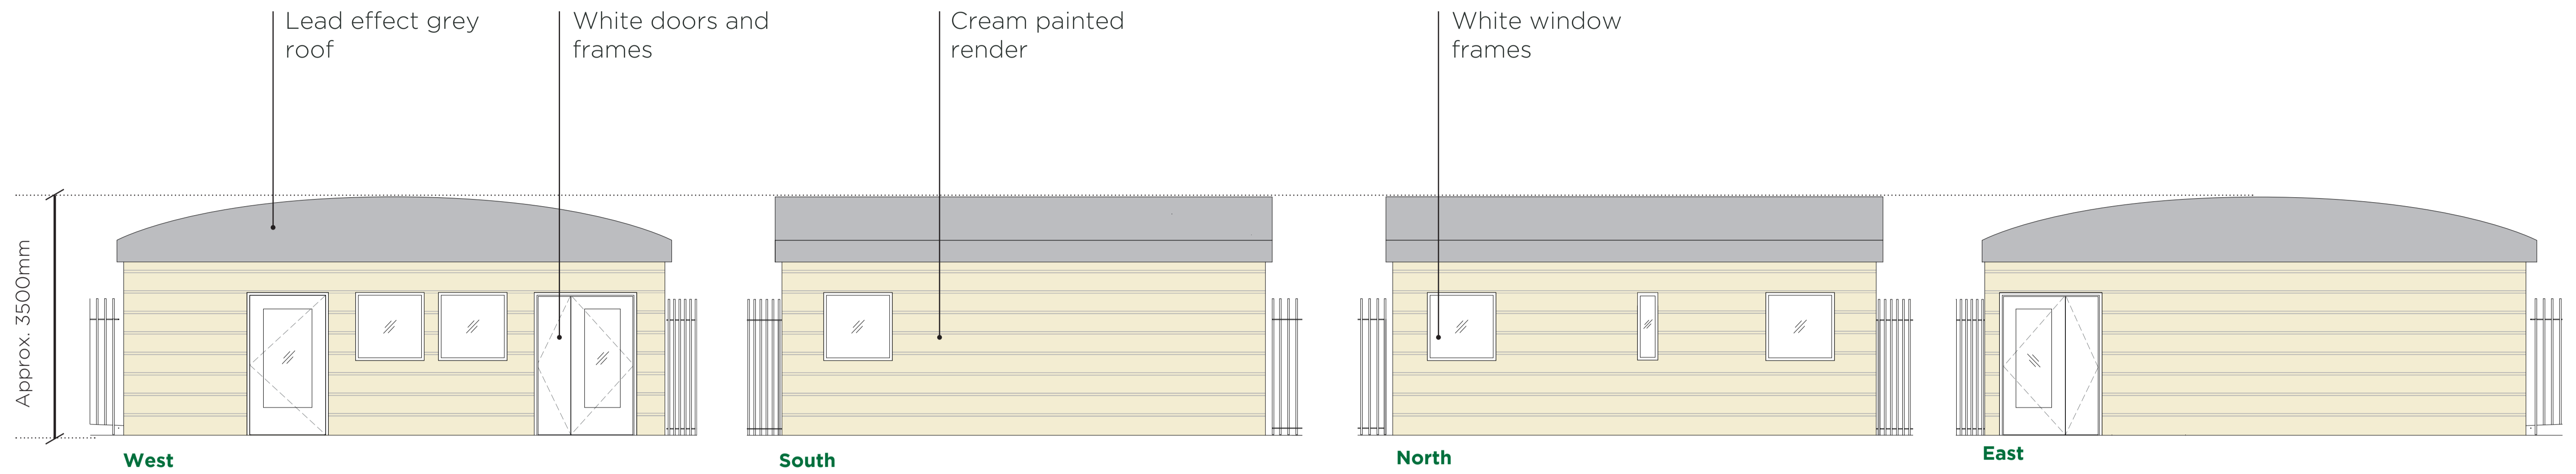 Lead effect grey
roof
White doors and
frames
Cream painted
render
White window
frames
Approx. 3500mm
West
South
North
East